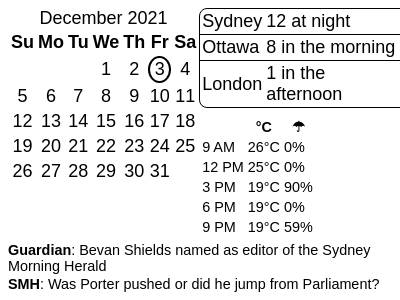 December 2021
Su Mo Tu We Th Fr Sa
1 2 3 4
5 6 7 8 9 10 11
12 13 14 15 16 17 18
19 20 21 22 23 24 25
26 27 28 29 30 31
Sydney 12 at night
Ottawa 8 in the morning
London 1 in the
afternoon
°C ☂
9 AM 26°C 0%
12 PM 25°C 0%
3 PM 19°C 90%
6 PM 19°C 0%
9 PM 19°C 59%
Guardian: Bevan Shields named as editor of the Sydney
Morning Herald
SMH: Was Porter pushed or did he jump from Parliament?